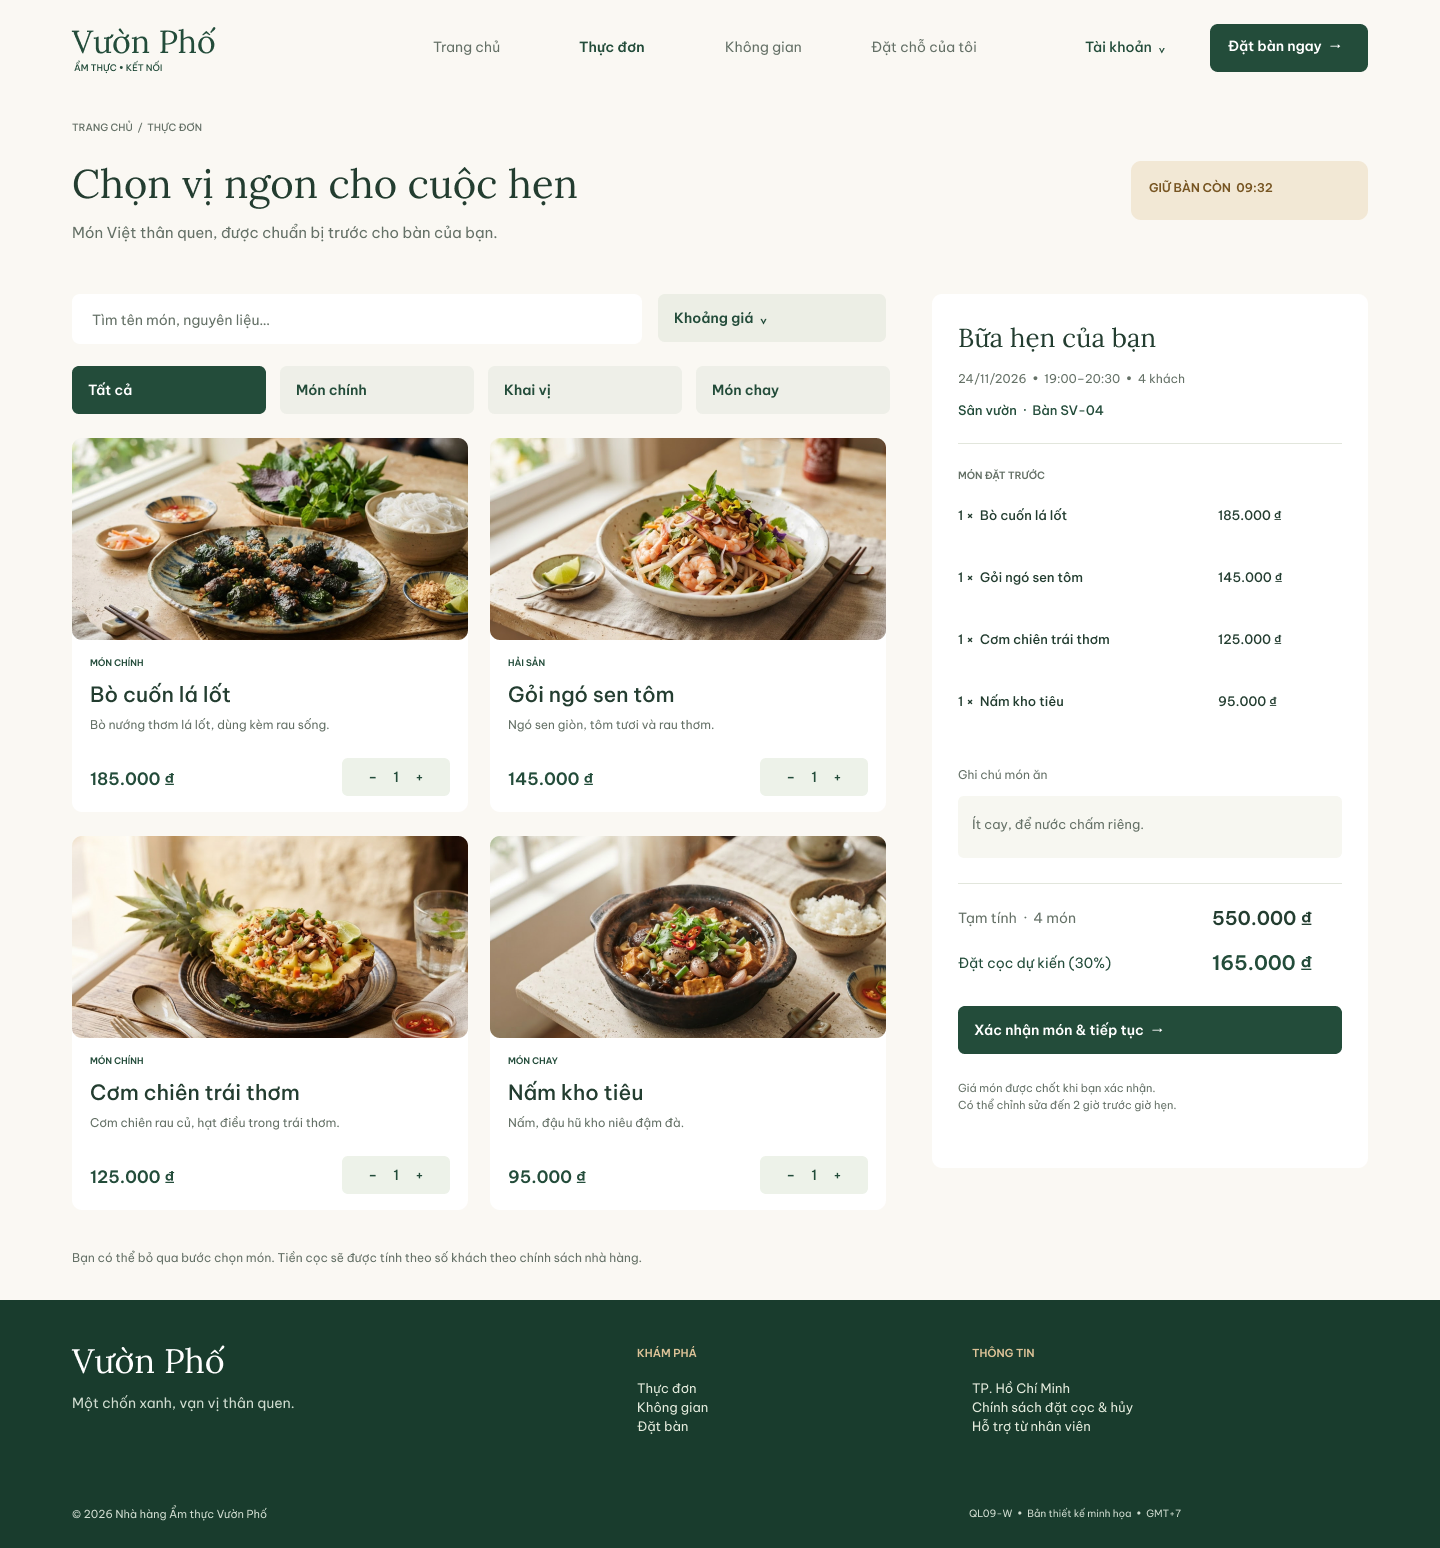 Vườn Phố
ẨM THỰC • KẾT NỐI
Trang chủ
Thực đơn
Không gian
Đặt chỗ của tôi
Tài khoản ˅
Đặt bàn ngay →
TRANG CHỦ / THỰC ĐƠN
Chọn vị ngon cho cuộc hẹn
Món Việt thân quen, được chuẩn bị trước cho bàn của bạn.
GIỮ BÀN CÒN 09:32
Tìm tên món, nguyên liệu...
Khoảng giá ˅
Tất cả
Món chính
Khai vị
Món chay
MÓN CHÍNH
Bò cuốn lá lốt
Bò nướng thơm lá lốt, dùng kèm rau sống.
185.000 ₫
− 1 +
HẢI SẢN
Gỏi ngó sen tôm
Ngó sen giòn, tôm tươi và rau thơm.
145.000 ₫
− 1 +
MÓN CHÍNH
Cơm chiên trái thơm
Cơm chiên rau củ, hạt điều trong trái thơm.
125.000 ₫
− 1 +
MÓN CHAY
Nấm kho tiêu
Nấm, đậu hũ kho niêu đậm đà.
95.000 ₫
− 1 +
Bữa hẹn của bạn
24/11/2026 • 19:00–20:30 • 4 khách
Sân vườn · Bàn SV-04
MÓN ĐẶT TRƯỚC
1 × Bò cuốn lá lốt 185.000 ₫
1 × Gỏi ngó sen tôm 145.000 ₫
1 × Cơm chiên trái thơm 125.000 ₫
1 × Nấm kho tiêu 95.000 ₫
Ghi chú món ăn
Ít cay, để nước chấm riêng.
Tạm tính · 4 món 550.000 ₫
Đặt cọc dự kiến (30%) 165.000 ₫
Xác nhận món & tiếp tục →
Giá món được chốt khi bạn xác nhận.
Có thể chỉnh sửa đến 2 giờ trước giờ hẹn.
Bạn có thể bỏ qua bước chọn món. Tiền cọc sẽ được tính theo số khách theo chính sách nhà hàng.
Vườn Phố
Một chốn xanh, vạn vị thân quen.
KHÁM PHÁ
Thực đơn
Không gian
Đặt bàn
THÔNG TIN
TP. Hồ Chí Minh
Chính sách đặt cọc & hủy
Hỗ trợ từ nhân viên
© 2026 Nhà hàng Ẩm thực Vườn Phố
QL09-W • Bản thiết kế minh họa • GMT+7